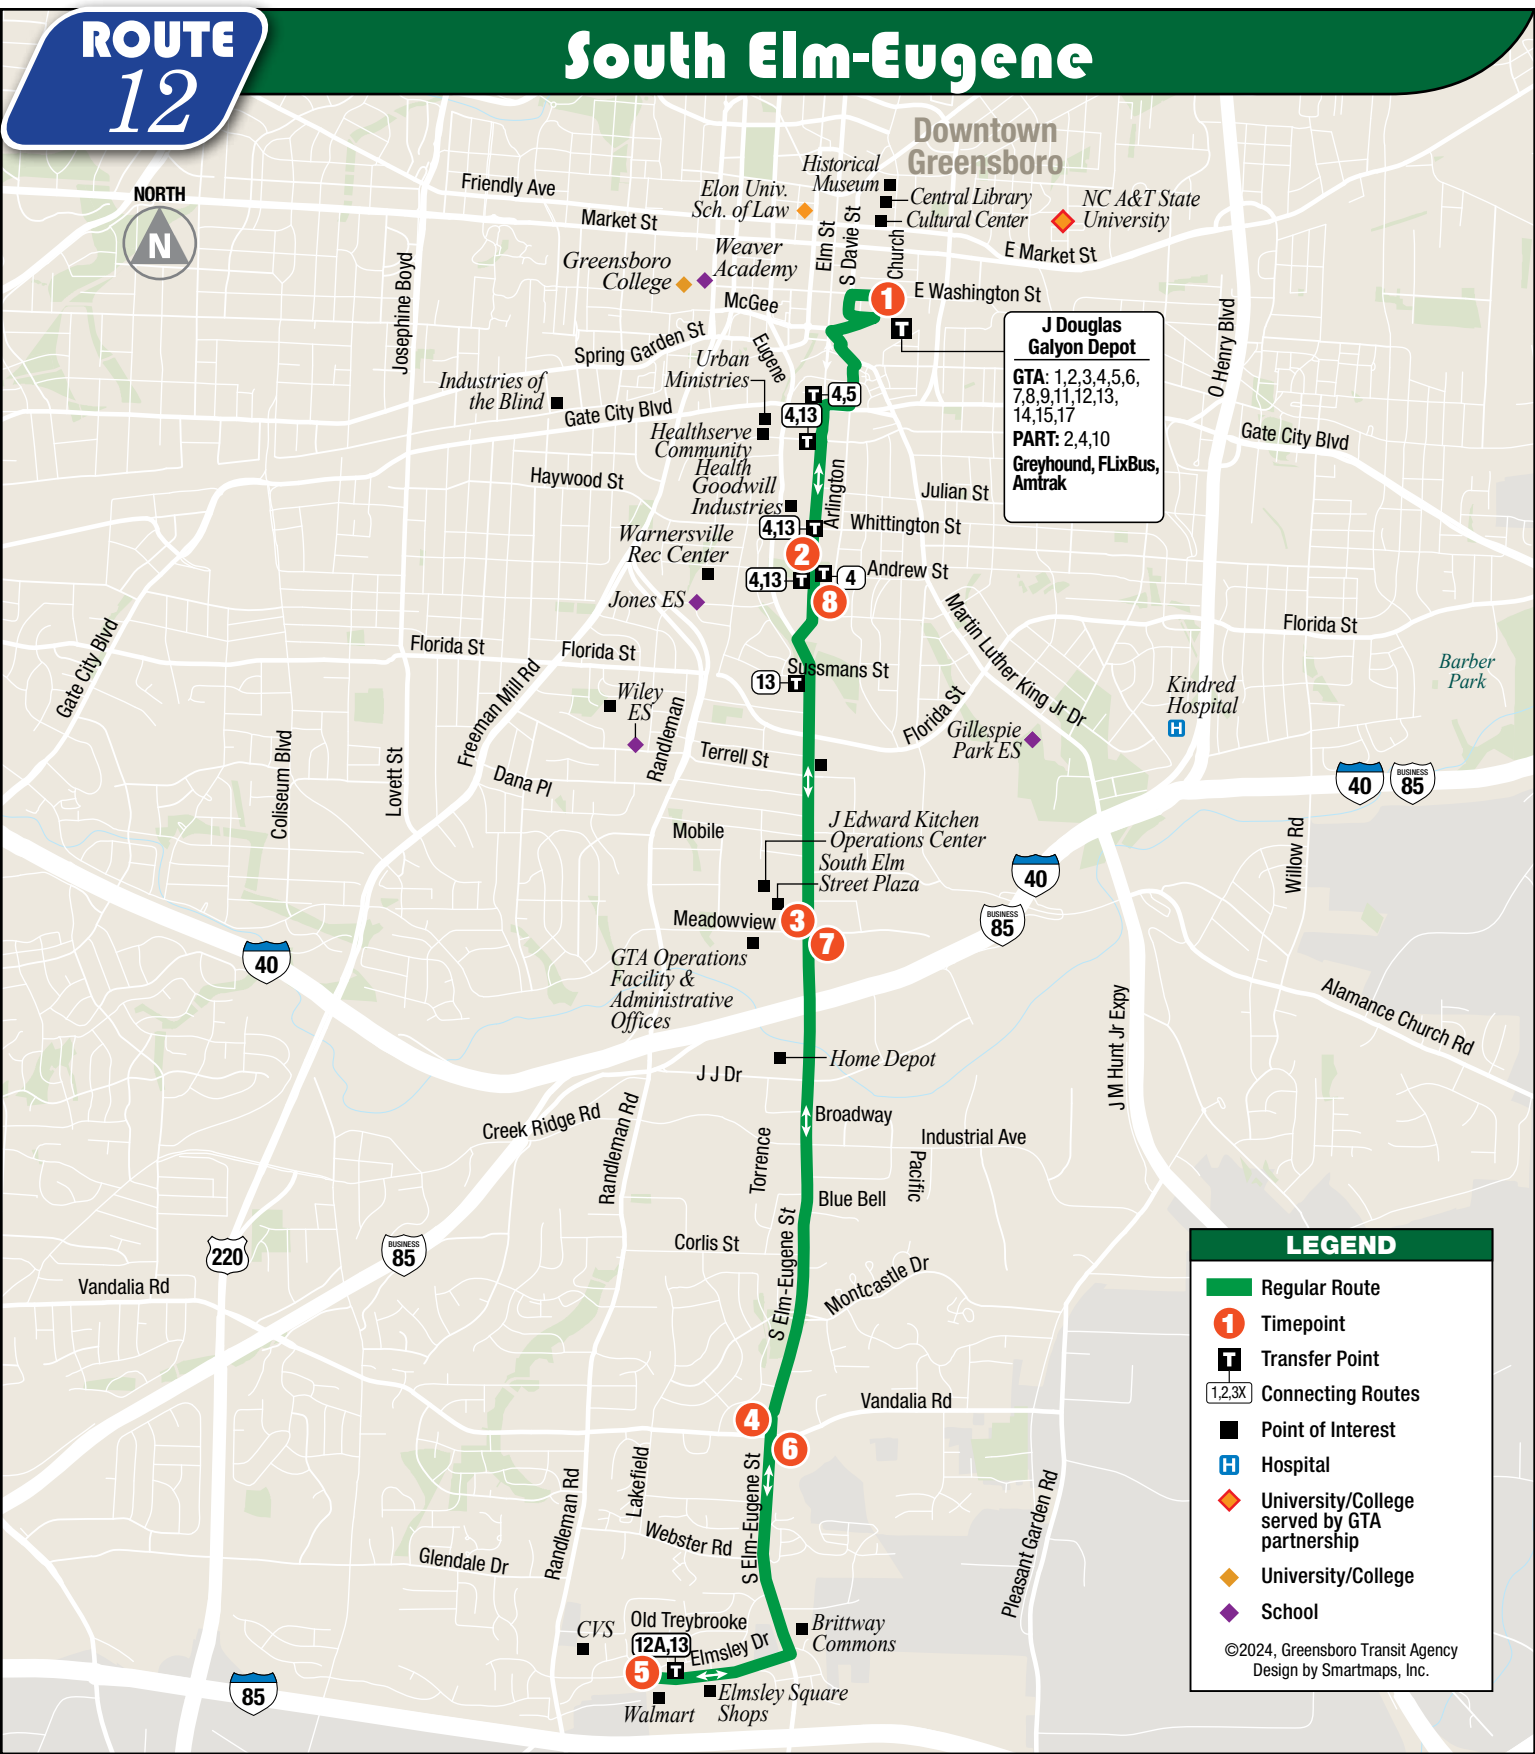 ROUTE
12
South Elm-Eugene
NORTH
N
Downtown
Greensboro
Historical
Museum
Central Library
Cultural Center
NC A&T State
University
Elon Univ.
Sch. of Law
Friendly Ave
Market St
E Market St
Elm St
S Davie St
Church
Weaver
Academy
Greensboro
College
McGee
Josephine Boyd
1
E Washington St
T
J Douglas
Galyon Depot
GTA: 1,2,3,4,5,6,
7,8,9,11,12,13,
14,15,17
PART: 2,4,10
Greyhound, FLixBus,
Amtrak
O Henry Blvd
Spring Garden St
Eugene
Urban
Ministries
Industries of
the Blind
Gate City Blvd
T
4,5
4,13
T
Healthserve
Community
Health
Gate City Blvd
Haywood St
Goodwill
Industries
Arlington
Julian St
4,13
T
Whittington St
Warnersville
Rec Center
2
4,13
T
T
4
Andrew St
Jones ES
8
Martin Luther King Jr Dr
Florida St
Gate City Blvd
Florida St
Florida St
Sussmans St
13
T
Barber
Park
Kindred
Hospital
H
Freeman Mill Rd
Wiley
ES
Randleman
Florida St
Gillespie
Park ES
Coliseum Blvd
Lovett St
Dana Pl
Terrell St
40
BUSINESS
85
Mobile
J Edward Kitchen
Operations Center
South Elm
Street Plaza
Willow Rd
40
BUSINESS
85
Meadowview
3
7
40
GTA Operations
Facility &
Administrative
Offices
J M Hunt Jr Expy
Alamance Church Rd
Home Depot
J J Dr
Creek Ridge Rd
Randleman Rd
Broadway
Torrence
Industrial Ave
Pacific
Blue Bell
220
BUSINESS
85
Corlis St
S Elm-Eugene St
Montcastle Dr
Vandalia Rd
Vandalia Rd
4
6
Lakefield
S Elm-Eugene St
Randleman Rd
Webster Rd
Glendale Dr
Pleasant Garden Rd
CVS
Old Treybrooke
12A,13
Elmsley Dr
Brittway
Commons
5
T
Walmart
Elmsley Square
Shops
85
LEGEND
Regular Route
1
Timepoint
T
Transfer Point
1,2,3X
Connecting Routes
Point of Interest
H
Hospital
University/College
served by GTA
partnership
University/College
School
©2024, Greensboro Transit Agency
Design by Smartmaps, Inc.